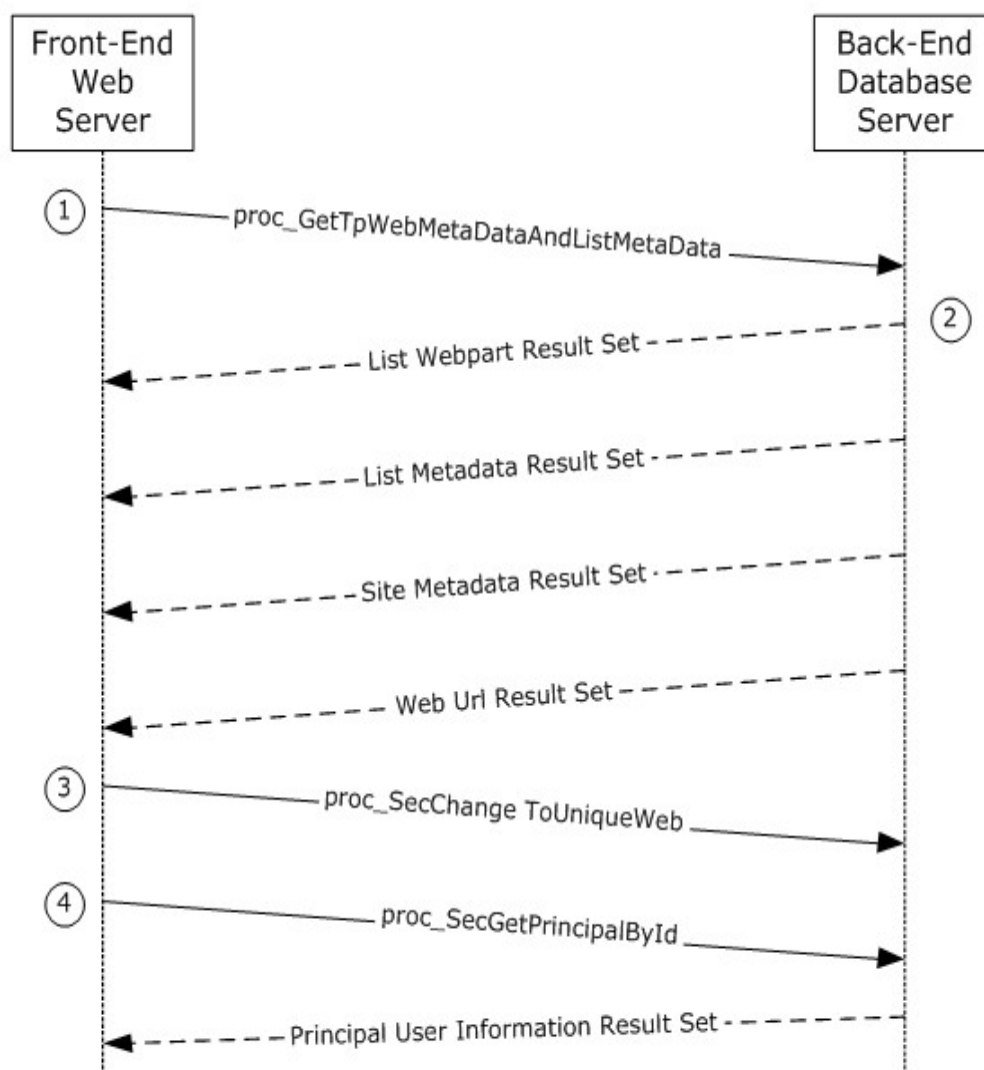 Front-End
Web
Server
Back-End
Database
Server
1
proc_GetTpWebMetaDataAndListMetaData
2
List Webpart Result Set
List Metadata Result Set
Site Metadata Result Set
Web Url Result Set
3
proc_SecChange ToUniqueWeb
4
proc_SecGetPrincipalById
Principal User Information Result Set